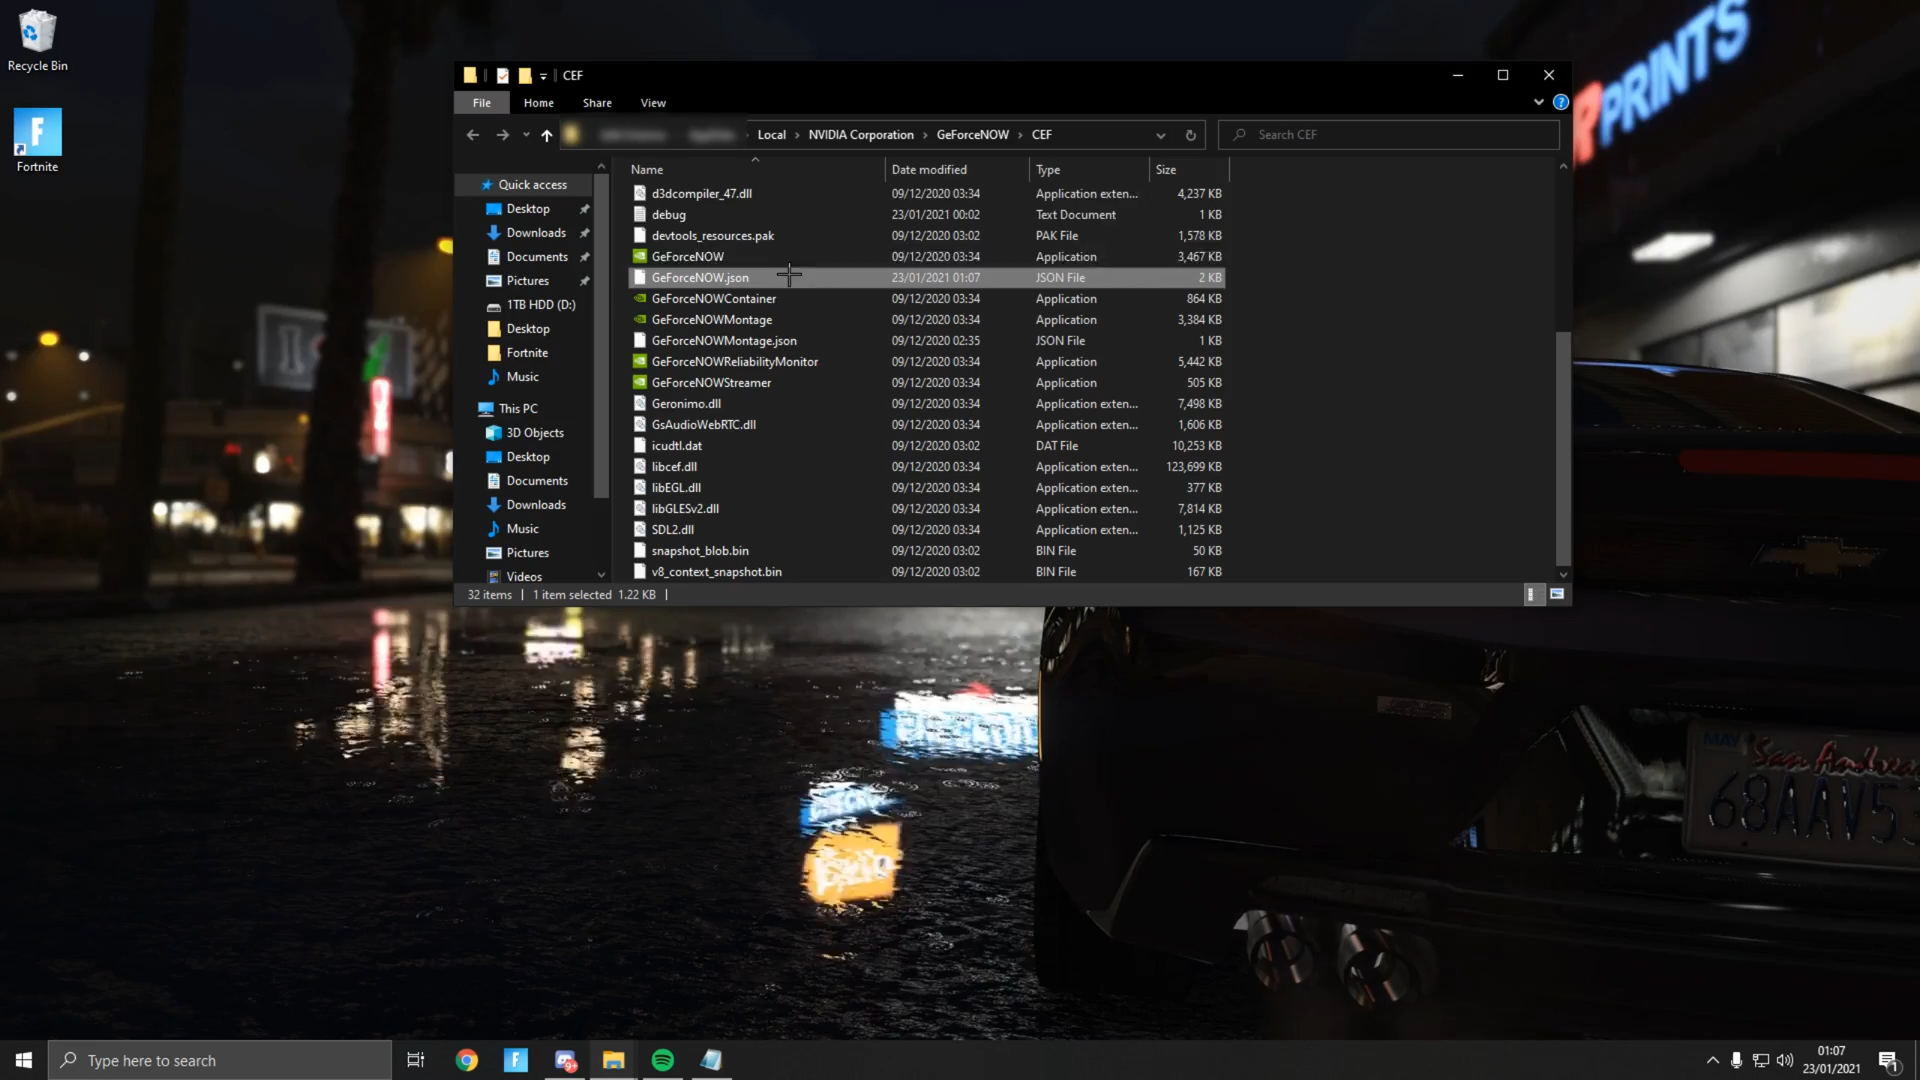 Recycle Bin
Fortnite
CEF
File Home Share View
Local › NVIDIA Corporation › GeForceNOW › CEF
Search CEF
Name Date modified Type Size
Quick access
Desktop
Downloads
Documents
Pictures
1TB HDD (D:)
Desktop
Fortnite
Music
This PC
3D Objects
Desktop
Documents
Downloads
Music
Pictures
Videos
d3dcompiler_47.dll 09/12/2020 03:34 Application exten... 4,237 KB
debug 23/01/2021 00:02 Text Document 1 KB
devtools_resources.pak 09/12/2020 03:02 PAK File 1,578 KB
GeForceNOW 09/12/2020 03:34 Application 3,467 KB
GeForceNOW.json 23/01/2021 01:07 JSON File 2 KB
GeForceNOWContainer 09/12/2020 03:34 Application 864 KB
GeForceNOWMontage 09/12/2020 03:34 Application 3,384 KB
GeForceNOWMontage.json 09/12/2020 02:35 JSON File 1 KB
GeForceNOWReliabilityMonitor 09/12/2020 03:34 Application 5,442 KB
GeForceNOWStreamer 09/12/2020 03:34 Application 505 KB
Geronimo.dll 09/12/2020 03:34 Application exten... 7,498 KB
GsAudioWebRTC.dll 09/12/2020 03:34 Application exten... 1,606 KB
icudtl.dat 09/12/2020 03:02 DAT File 10,253 KB
libcef.dll 09/12/2020 03:34 Application exten... 123,699 KB
libEGL.dll 09/12/2020 03:34 Application exten... 377 KB
libGLESv2.dll 09/12/2020 03:34 Application exten... 7,814 KB
SDL2.dll 09/12/2020 03:34 Application exten... 1,125 KB
snapshot_blob.bin 09/12/2020 03:02 BIN File 50 KB
v8_context_snapshot.bin 09/12/2020 03:02 BIN File 167 KB
32 items 1 item selected 1.22 KB
PRINTS
MAY
San Andreas
68AAV53
Type here to search
9+
01:07
23/01/2021
1